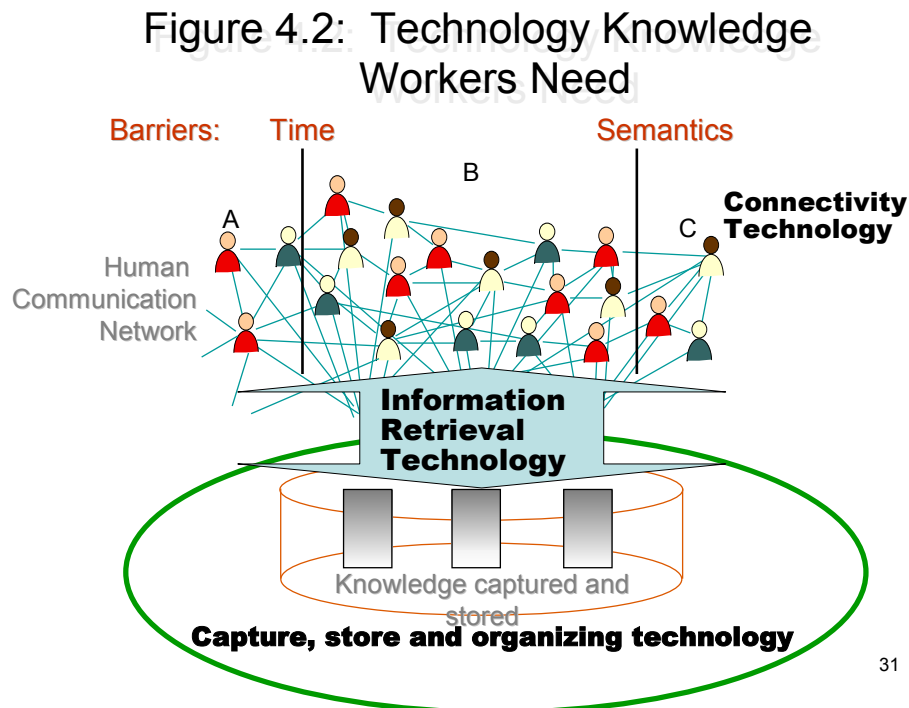 Figure 4.2: Technology Knowledge
Workers Need
Barriers: Time Semantics
B
A
C
Connectivity
Technology
Human
Communication
Network
Information
Retrieval
Technology
Knowledge captured and
stored
Capture, store and organizing technology
31